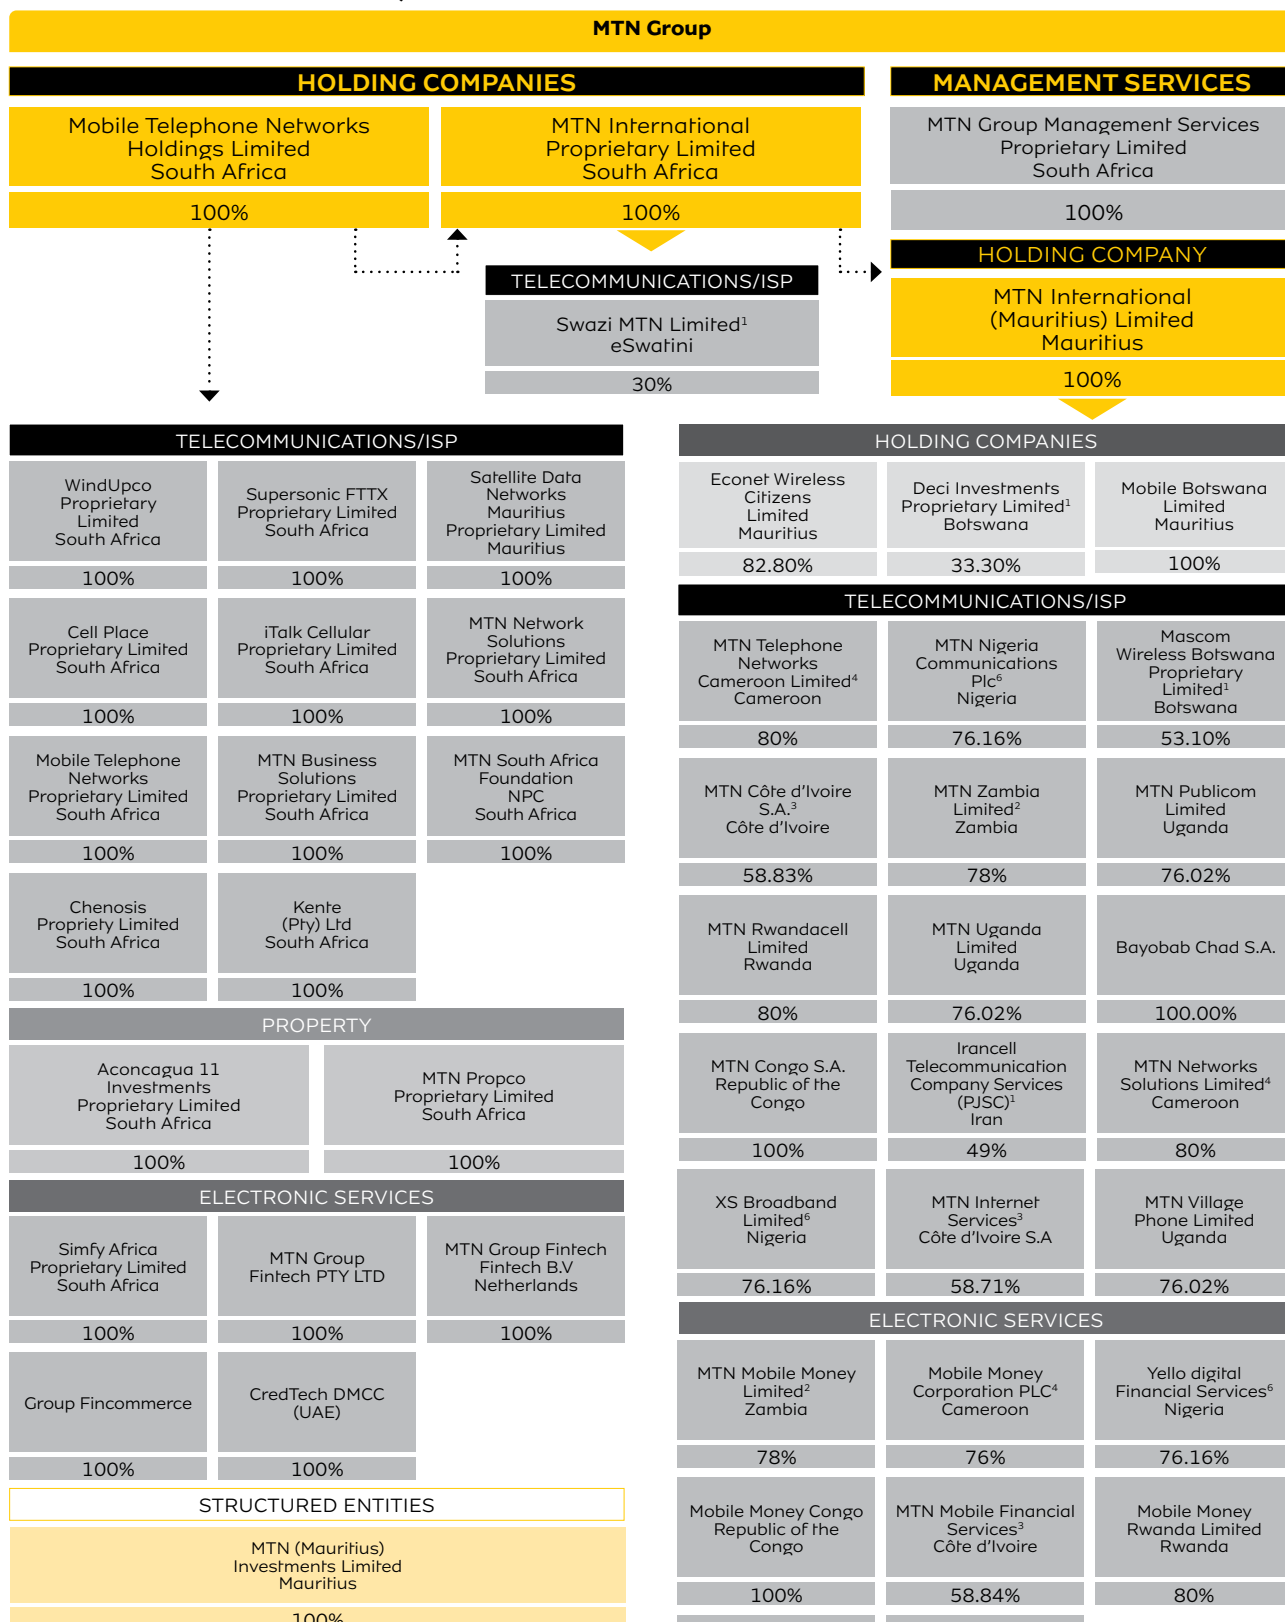 MTN Group
HOLDING COMPANIES
Mobile Telephone Networks
Holdings Limited
South Africa
100%
MTN International
Proprietary Limited
South Africa
100%
MANAGEMENT SERVICES
MTN Group Management Services
Proprietary Limited
South Africa
100%
HOLDING COMPANY
MTN International
(Mauritius) Limited
Mauritius
100%
TELECOMMUNICATIONS/ISP
Swazi MTN Limited¹
eSwatini
30%
TELECOMMUNICATIONS/ISP
WindUpco
Proprietary
Limited
South Africa
100%
Supersonic FTTX
Proprietary Limited
South Africa
100%
Satellite Data
Networks
Mauritius
Proprietary Limited
Mauritius
100%
Cell Place
Proprietary Limited
South Africa
100%
iTalk Cellular
Proprietary Limited
South Africa
100%
MTN Network
Solutions
Proprietary Limited
South Africa
100%
Mobile Telephone
Networks
Proprietary Limited
South Africa
100%
MTN Business
Solutions
Proprietary Limited
South Africa
100%
MTN South Africa
Foundation
NPC
South Africa
100%
Chenosis
Propriety Limited
South Africa
100%
Kente
(Pty) Ltd
South Africa
100%
PROPERTY
Aconcagua 11
Investments
Proprietary Limited
South Africa
100%
MTN Propco
Proprietary Limited
South Africa
100%
ELECTRONIC SERVICES
Simfy Africa
Proprietary Limited
South Africa
100%
MTN Group
Fintech PTY LTD
100%
MTN Group Fintech
Fintech B.V
Netherlands
100%
Group Fincommerce
100%
CredTech DMCC
(UAE)
100%
STRUCTURED ENTITIES
MTN (Mauritius)
Investments Limited
Mauritius
100%
HOLDING COMPANIES
Econet Wireless
Citizens
Limited
Mauritius
82.80%
Deci Investments
Proprietary Limited¹
Botswana
33.30%
Mobile Botswana
Limited
Mauritius
100%
TELECOMMUNICATIONS/ISP
MTN Telephone
Networks
Cameroon Limited⁴
Cameroon
80%
MTN Nigeria
Communications
Plc⁶
Nigeria
76.16%
Mascom
Wireless Botswana
Proprietary
Limited¹
Botswana
53.10%
MTN Côte d'Ivoire
S.A.³
Côte d'Ivoire
58.83%
MTN Zambia
Limited²
Zambia
78%
MTN Publicom
Limited
Uganda
76.02%
MTN Rwandacell
Limited
Rwanda
80%
MTN Uganda
Limited
Uganda
76.02%
Bayobab Chad S.A.
100.00%
MTN Congo S.A.
Republic of the
Congo
100%
Irancell
Telecommunication
Company Services
(PJSC)¹
Iran
49%
MTN Networks
Solutions Limited⁴
Cameroon
80%
XS Broadband
Limited⁶
Nigeria
76.16%
MTN Internet
Services³
Côte d'Ivoire S.A
58.71%
MTN Village
Phone Limited
Uganda
76.02%
ELECTRONIC SERVICES
MTN Mobile Money
Limited²
Zambia
78%
Mobile Money
Corporation PLC⁴
Cameroon
76%
Yello digital
Financial Services⁶
Nigeria
76.16%
Mobile Money Congo
Republic of the
Congo
100%
MTN Mobile Financial
Services³
Côte d'Ivoire
58.84%
Mobile Money
Rwanda Limited
Rwanda
80%